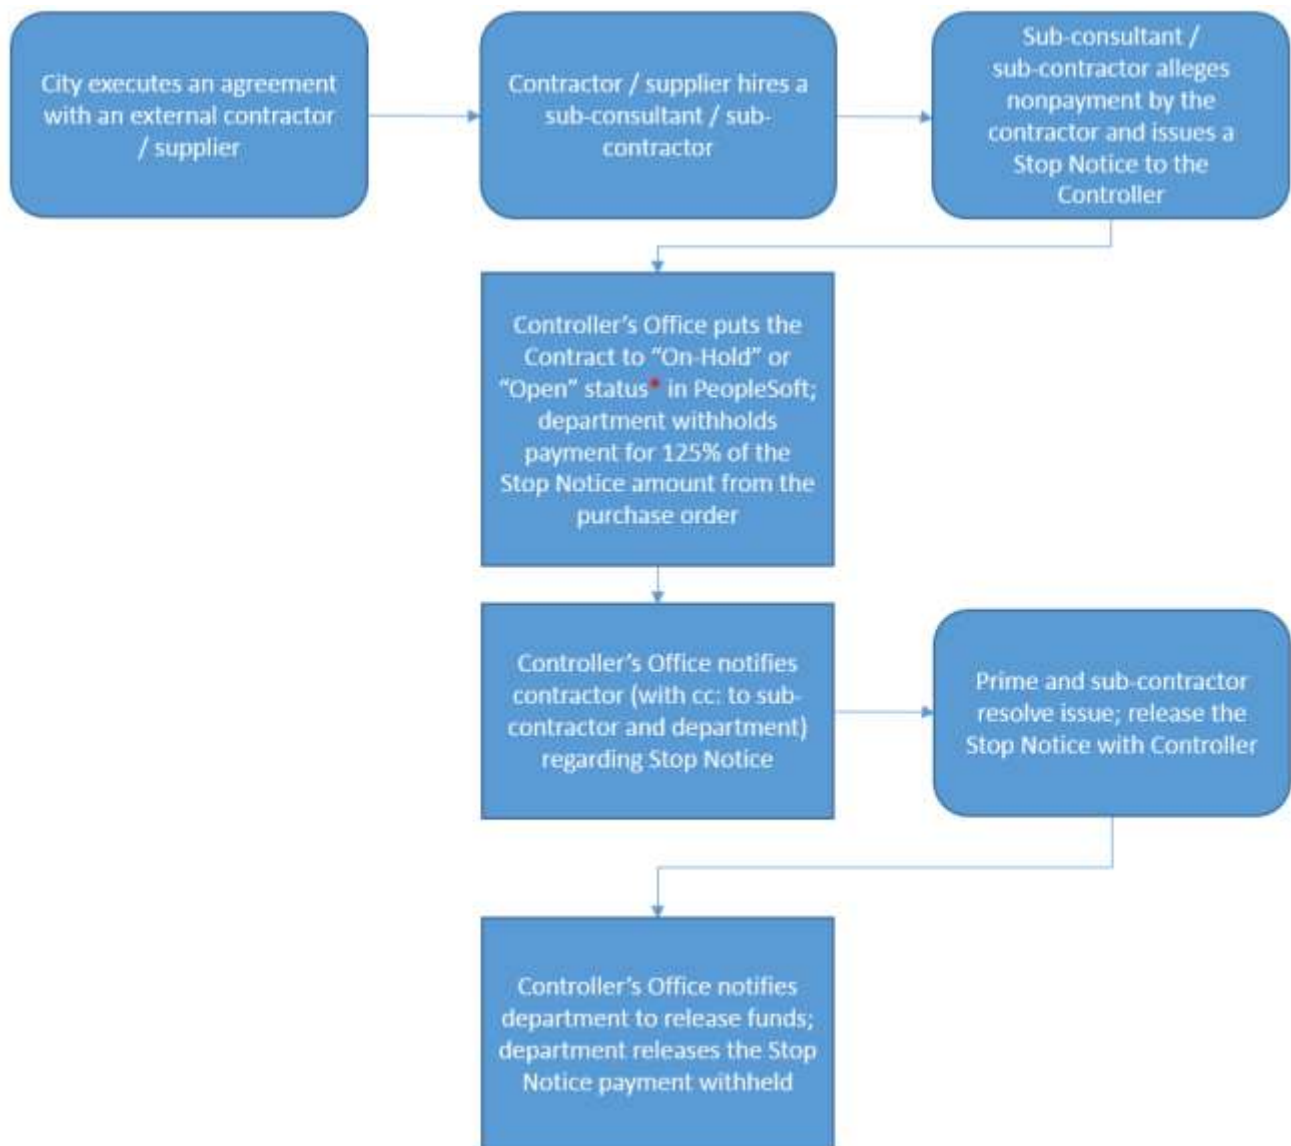 City executes an agreement
with an external contractor
/ supplier
Contractor / supplier hires a
sub-consultant / sub-
contractor
Sub-consultant /
sub-contractor alleges
nonpayment by the
contractor and issues a
Stop Notice to the
Controller
Controller’s Office puts the
Contract to “On-Hold” or
“Open” status* in PeopleSoft;
department withholds
payment for 125% of the
Stop Notice amount from the
purchase order
Controller’s Office notifies
contractor (with cc: to sub-
contractor and department)
regarding Stop Notice
Prime and sub-contractor
resolve issue; release the
Stop Notice with Controller
Controller’s Office notifies
department to release funds;
department releases the Stop
Notice payment withheld